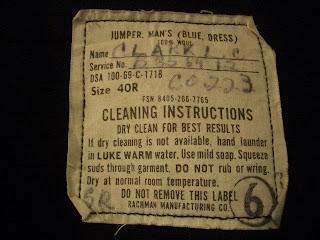 JUMPER, MAN'S (BLUE, DRESS)
100% WOOL
Name CLARK
Service No.
DSA 100-69-C-1718
Size 40R
FSN 8405-266-7765
CLEANING INSTRUCTIONS
DRY CLEAN FOR BEST RESULTS
If dry cleaning is not available, hand launder
in LUKE WARM water. Use mild soap. Squeeze
suds through garment. DO NOT rub or wring.
Dry at normal room temperature.
DO NOT REMOVE THIS LABEL
RACHMAN MANUFACTURING CO.
6